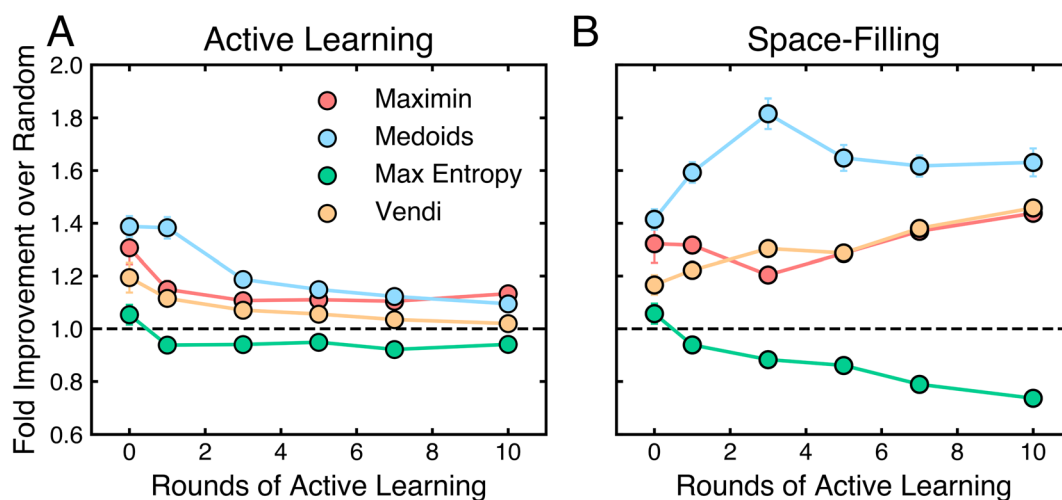 A
Active Learning
Fold Improvement over Random
2.0
1.8
1.6
1.4
1.2
1.0
0.8
0.6
Maximin
Medoids
Max Entropy
Vendi
0 2 4 6 8 10
Rounds of Active Learning
B
Space-Filling
0 2 4 6 8 10
Rounds of Active Learning